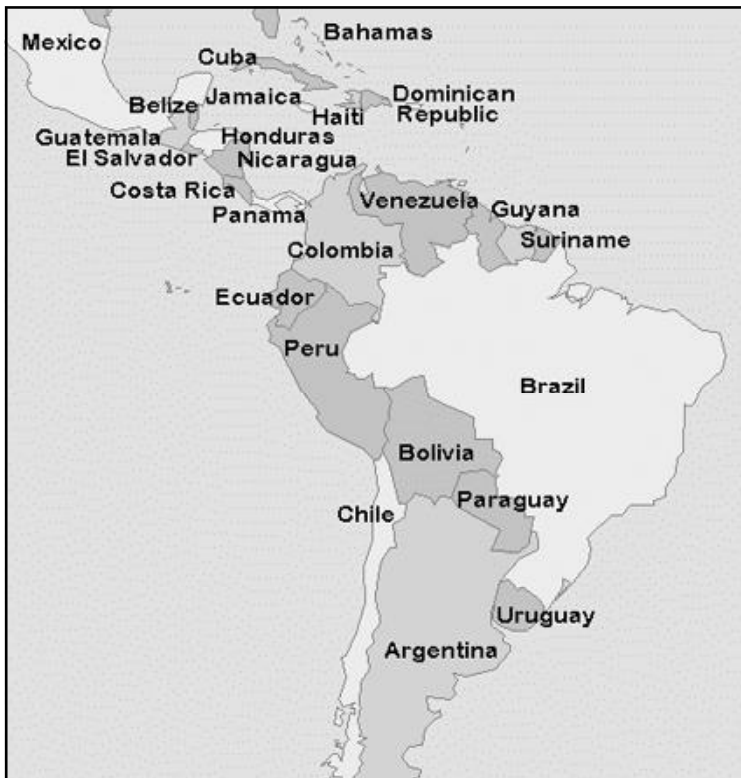 Bahamas
Mexico
Cuba
Jamaica
Dominican
Republic
Belize
Haiti
Guatemala
Honduras
El Salvador
Nicaragua
Costa Rica
Panama
Venezuela
Guyana
Colombia
Suriname
Ecuador
Peru
Brazil
Bolivia
Paraguay
Chile
Uruguay
Argentina